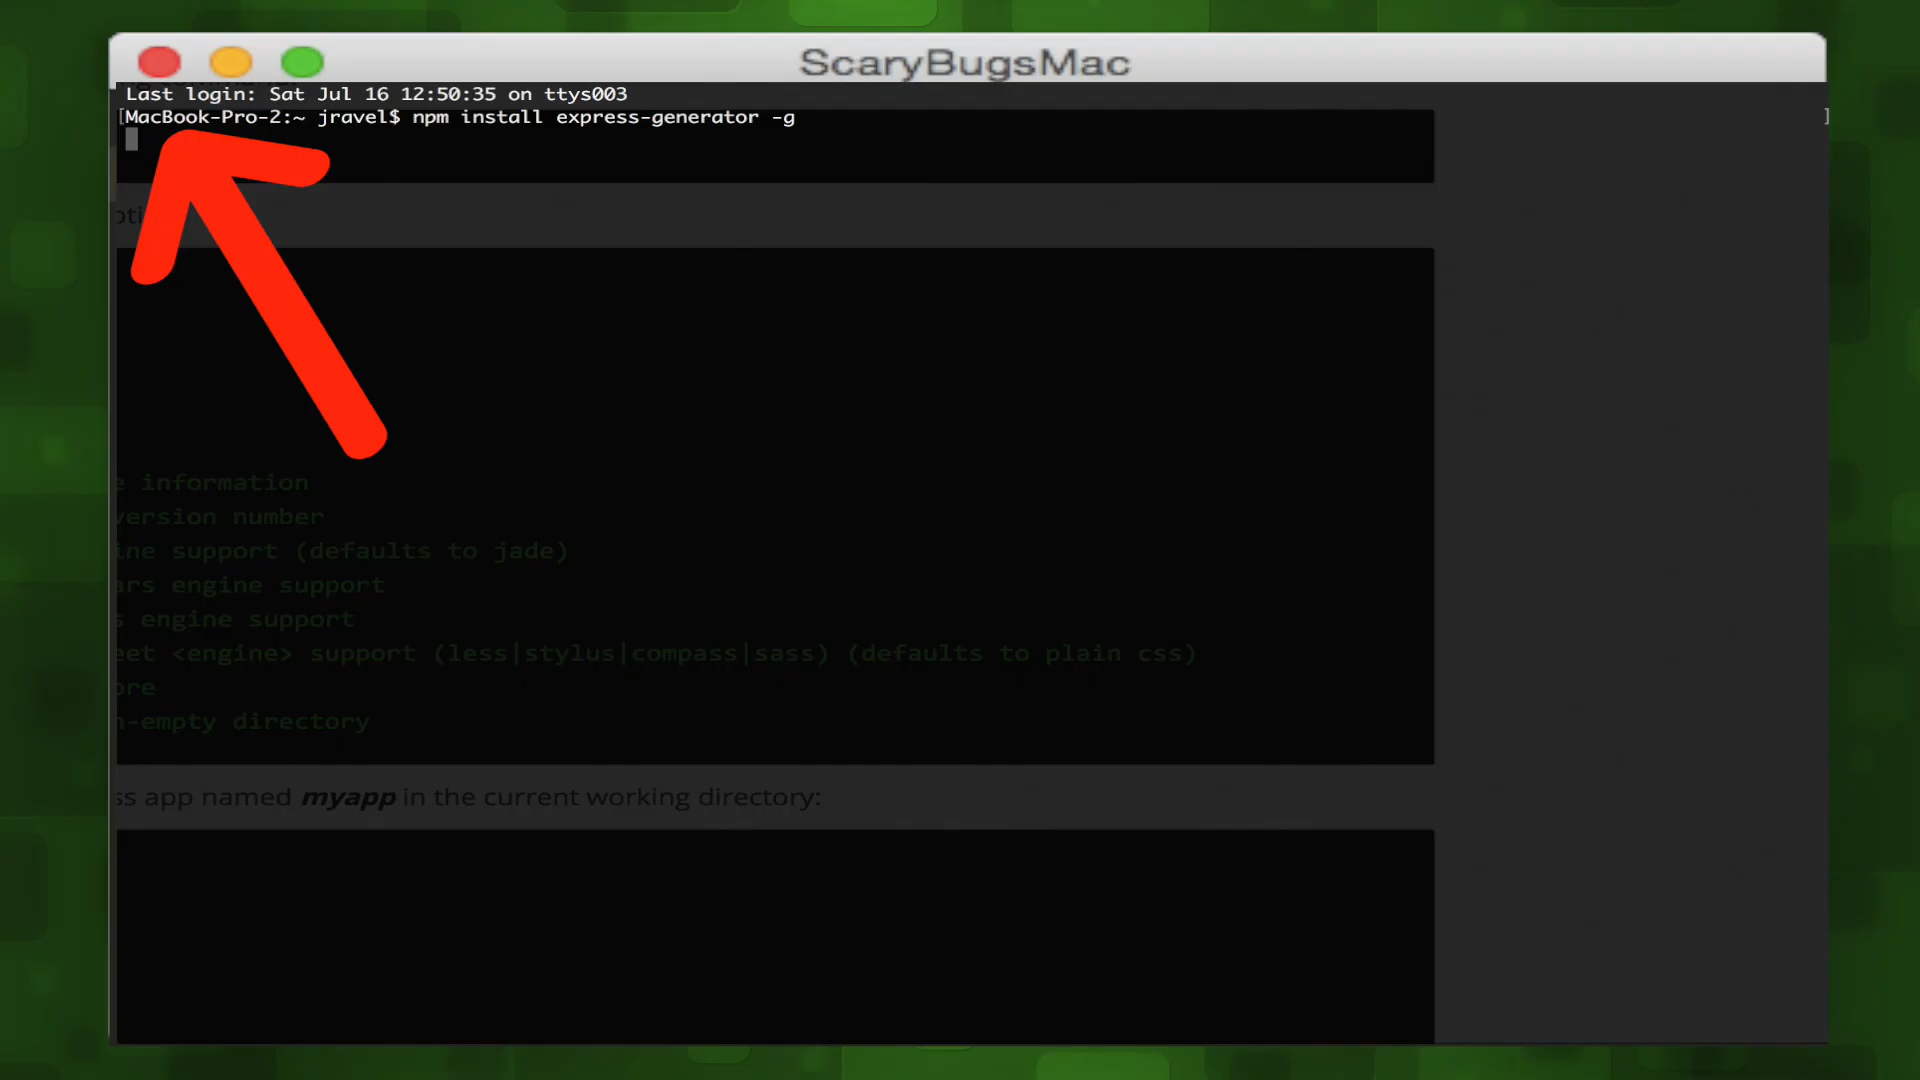 ScaryBugsMac
Last login: Sat Jul 16 12:50:35 on ttys003
[MacBook-Pro-2:~ jravel$ npm install express-generator -g ]
e information
version number
ine support (defaults to jade)
ars engine support
s engine support
eet <engine> support (less|stylus|compass|sass) (defaults to plain css)
ore
n-empty directory
ss app named myapp in the current working directory: